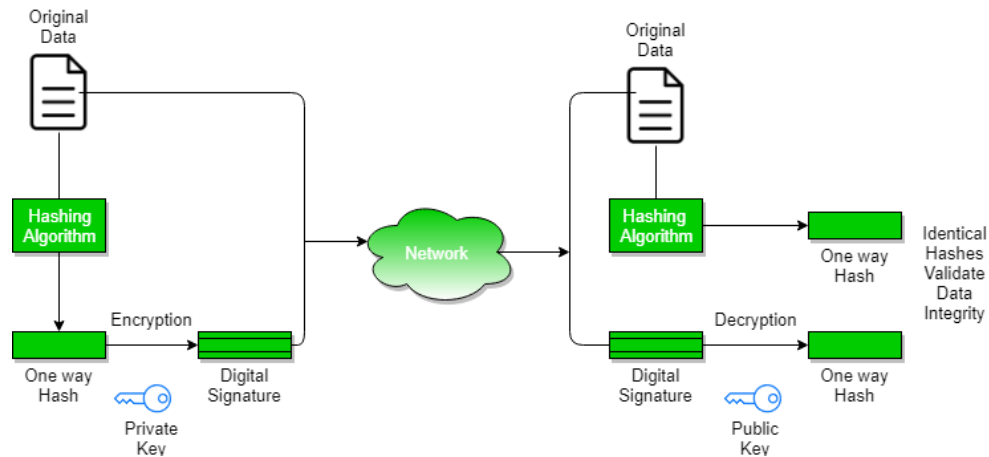 Original
Data
Hashing
Algorithm
One way
Hash
Encryption
Private
Key
Digital
Signature
Network
Original
Data
Hashing
Algorithm
One way
Hash
Digital
Signature
Decryption
Public
Key
One way
Hash
Identical
Hashes
Validate
Data
Integrity